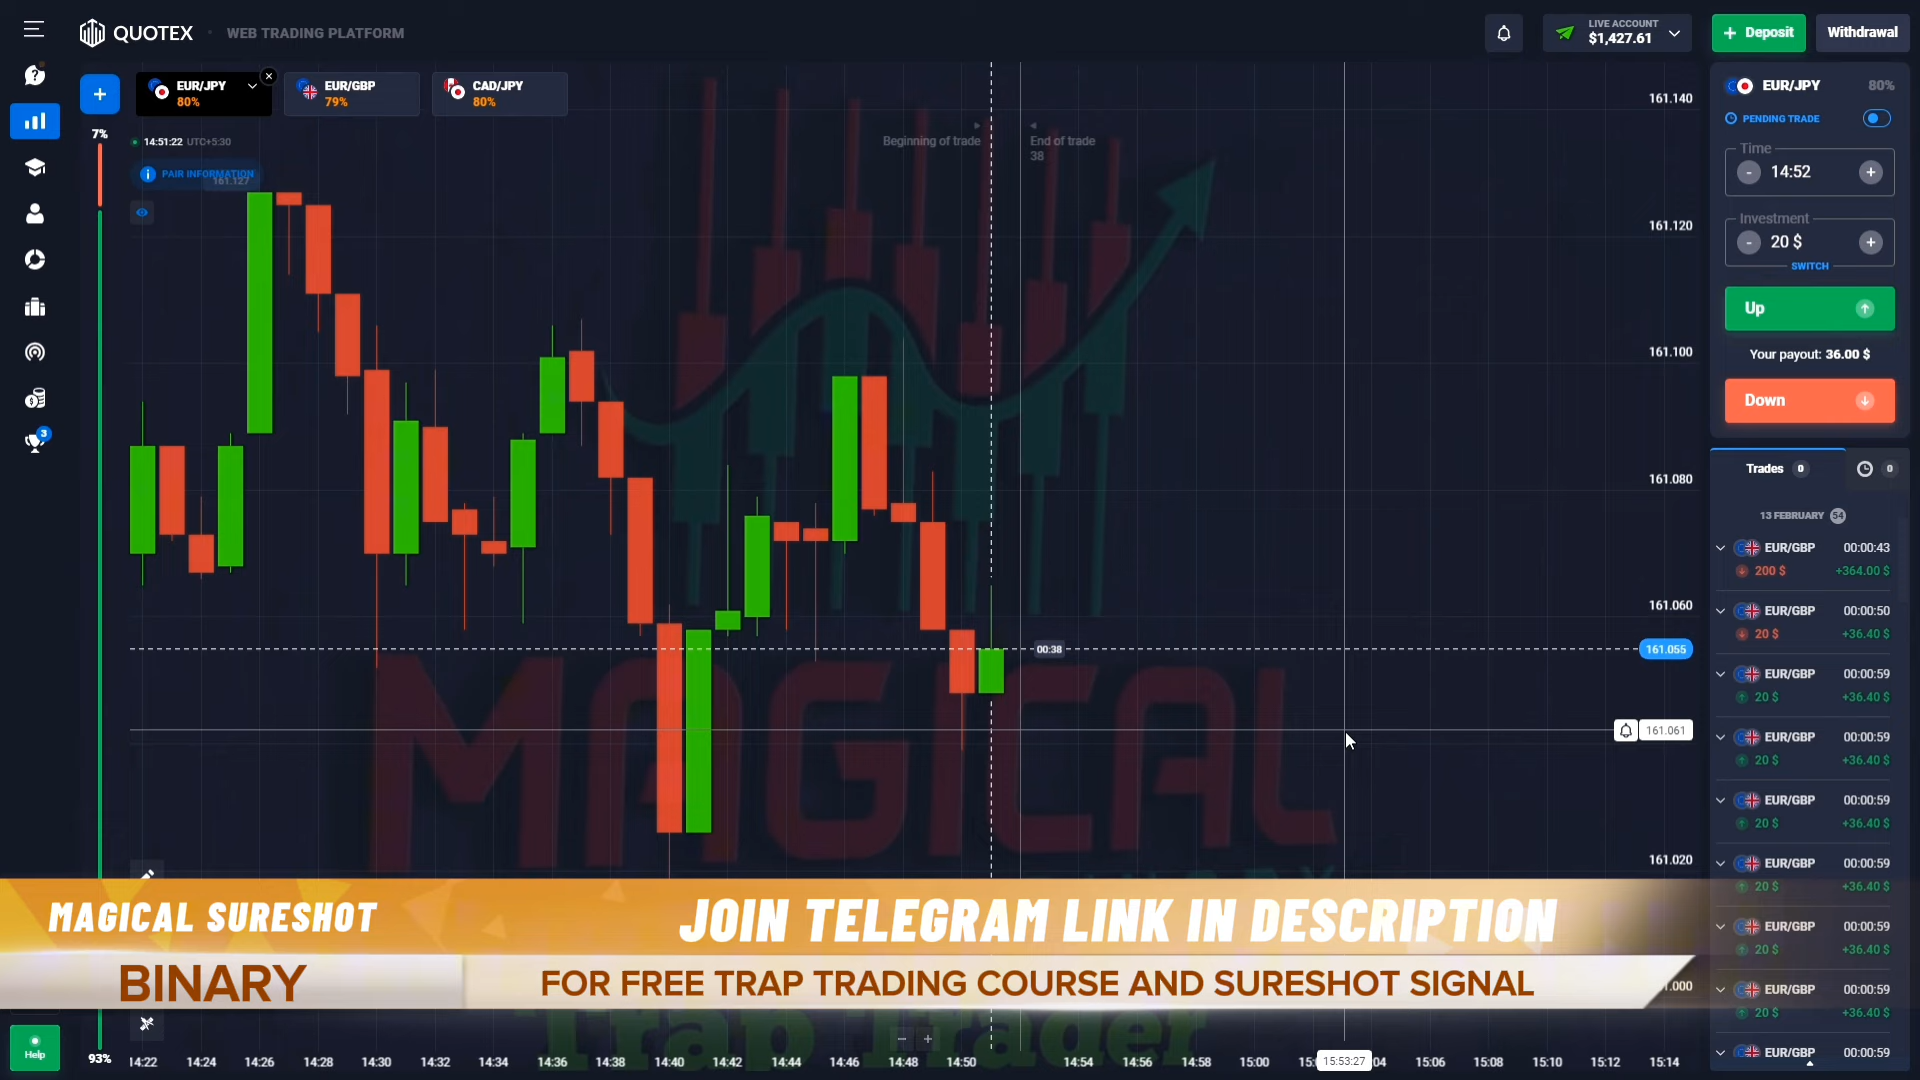 QUOTEX
WEB TRADING PLATFORM
LIVE ACCOUNT
$1,427.61
+ Deposit
Withdrawal
EUR/JPY
80%
EUR/GBP
79%
CAD/JPY
80%
7%
14:51:22 UTC+5:30
PAIR INFORMATION
161.127
Beginning of trade
End of trade
38
161.140
161.120
161.100
161.080
161.060
161.055
00:38
161.061
161.020
.000
EUR/JPY
80%
PENDING TRADE
Time
- 14:52 +
Investment
- 20 $ +
SWITCH
Up
Your payout: 36.00 $
Down
Trades 0
0
13 FEBRUARY 54
EUR/GBP 00:00:43
200 $ +364.00 $
EUR/GBP 00:00:50
20 $ +36.40 $
EUR/GBP 00:00:59
20 $ +36.40 $
EUR/GBP 00:00:59
20 $ +36.40 $
EUR/GBP 00:00:59
20 $ +36.40 $
EUR/GBP 00:00:59
20 $ +36.40 $
EUR/GBP 00:00:59
20 $ +36.40 $
EUR/GBP 00:00:59
20 $ +36.40 $
EUR/GBP 00:00:59
3
MAGICAL
MAGICAL SURESHOT
JOIN TELEGRAM LINK IN DESCRIPTION
BINARY
FOR FREE TRAP TRADING COURSE AND SURESHOT SIGNAL
Trap Trader
Help
93%
14:22 14:24 14:26 14:28 14:30 14:32 14:34 14:36 14:38 14:40 14:42 14:44 14:46 14:48 14:50 14:54 14:56 14:58 15:00 15:53:27 04 15:06 15:08 15:10 15:12 15:14